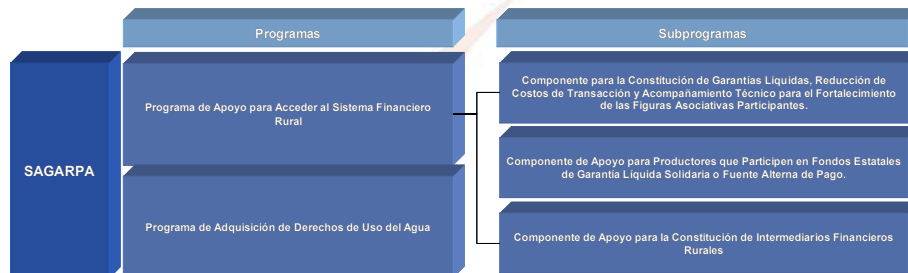 Programas
Subprogramas
SAGARPA
Programa de Apoyo para Acceder al Sistema Financiero
Rural
Programa de Adquisición de Derechos de Uso del Agua
Componente para la Constitución de Garantías Liquidas, Reducción de
Costos de Transacción y Acompañamiento Técnico para el Fortalecimiento
de las Figuras Asociativas Participantes.
Componente de Apoyo para Productores que Participen en Fondos Estatales
de Garantía Líquida Solidaria o Fuente Alterna de Pago.
Componente de Apoyo para la Constitución de Intermediarios Financieros
Rurales